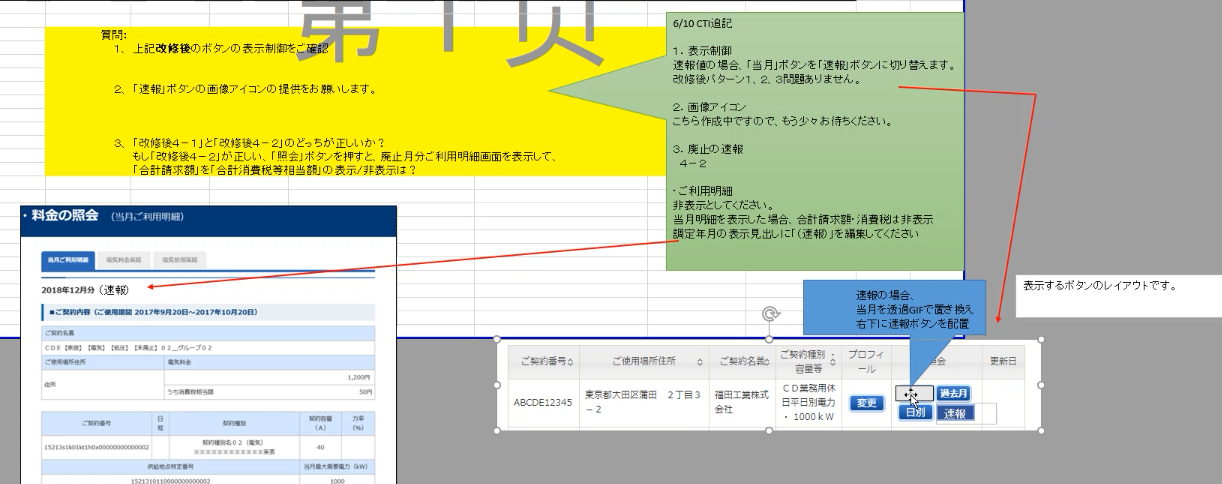 第1页
質問:
1、上記改修後のボタンの表示制御をご確認
2、「速報」ボタンの画像アイコンの提供をお願いします。
3、「改修後4－1」と「改修後4－2」のどっちが正しいか？
もし「改修後4－2」が正しい、「照会」ボタンを押すと、廃止月分ご利用明細画面を表示して、
「合計請求額」を「合計消費税等相当額」の表示/非表示は？
6/10 CTI追記
1．表示制御
速報値の場合、「当月」ボタンを「速報」ボタンに切り替えます。
改修後パターン1、2、3問題ありません。
2．画像アイコン
こちら作成中ですので、もう少々お待ちください。
3．廃止の速報
4－2
・ご利用明細
非表示としてください。
当月明細を表示した場合、合計請求額・消費税は非表示
調定年月の表示見出しに「（速報）」を編集してください
・料金の照会 （当月ご利用明細）
当月ご利用明細 電気料金実績 電気使用実績
2018年12月分（速報）
■ご契約内容（ご使用期間 2017年9月20日～2017年10月20日）
ご契約名義
ＣＤＥ【家庭】【電気】【低圧】【未廃止】０２＿グループ０２
ご使用場所住所 電気料金
住所 1,200円
うち消費税相当額 50円
ご契約番号 日程 契約種別 契約容量（A） 力率（%）
契約種別名０２（電気） 40
供給地点特定番号 当月最大需要電力（kW）
1000
速報の場合、
当月を透過GIFで置き換え
右下に速報ボタンを配置
表示するボタンのレイアウトです。
ご契約番号 ご使用場所住所 ご契約名義 ご契約種別・容量等 プロフィール 会 更新日
ABCDE12345 東京都大田区蒲田 ２丁目３－２ 福田工業株式会社 ＣＤ業務用休日平日別電力・1000ｋＷ 変更 過去月
日別 速報